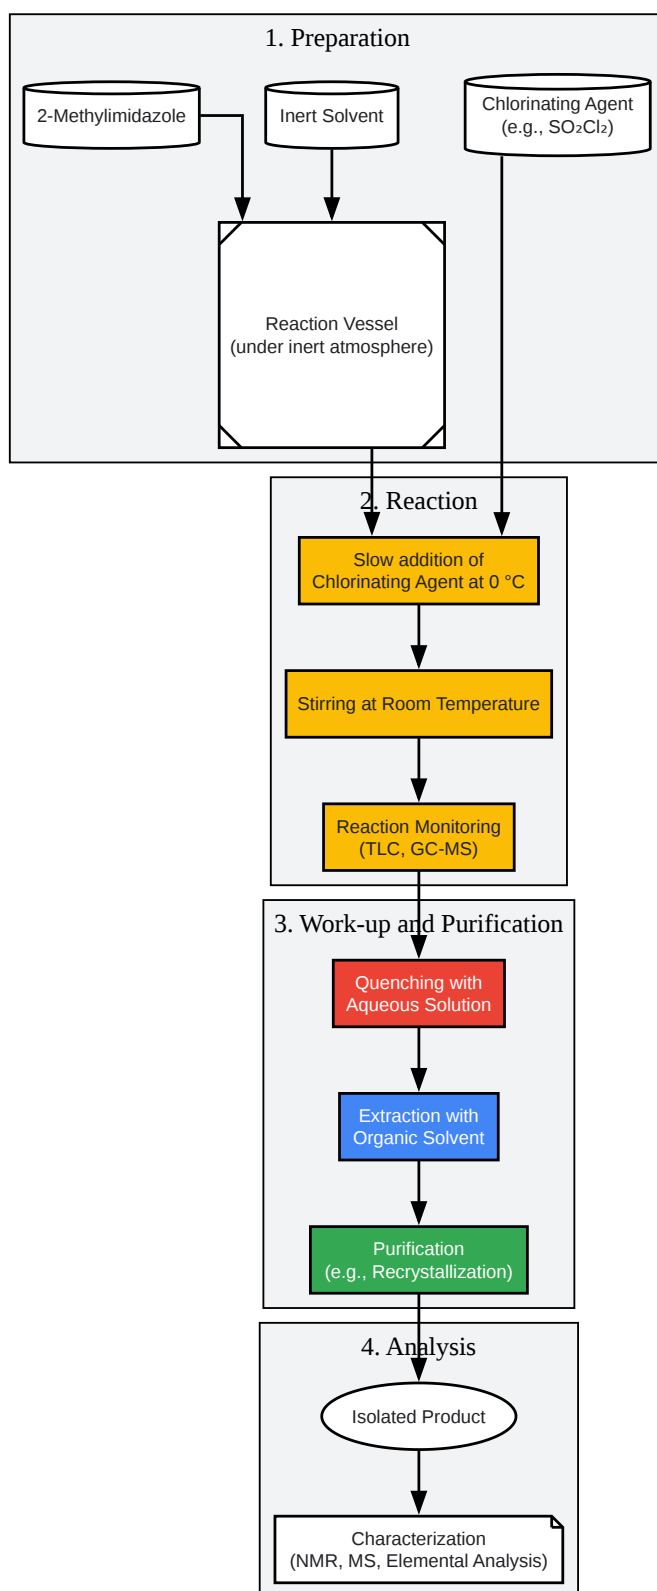 1. Preparation
2-Methylimidazole
Inert Solvent
Chlorinating Agent
(e.g., SO₂Cl₂)
Reaction Vessel
(under inert atmosphere)
2. Reaction
Slow addition of
Chlorinating Agent at 0 °C
Stirring at Room Temperature
Reaction Monitoring
(TLC, GC-MS)
3. Work-up and Purification
Quenching with
Aqueous Solution
Extraction with
Organic Solvent
Purification
(e.g., Recrystallization)
4. Analysis
Isolated Product
Characterization
(NMR, MS, Elemental Analysis)